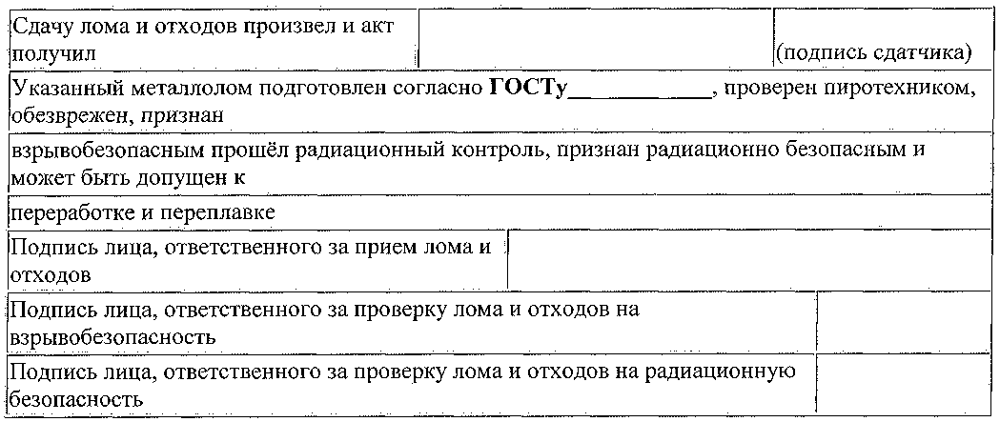 Сдачу лома и отходов произвел и акт
получил
(подпись сдатчика)
Указанный металлолом подготовлен согласно ГОСТу___________, проверен пиротехником,
обезврежен, признан
взрывобезопасным прошёл радиационный контроль, признан радиационно безопасным и
может быть допущен к
переработке и переплавке
Подпись лица, ответственного за прием лома и
отходов
Подпись лица, ответственного за проверку лома и отходов на
взрывобезопасность
Подпись лица, ответственного за проверку лома и отходов на радиационную
безопасность